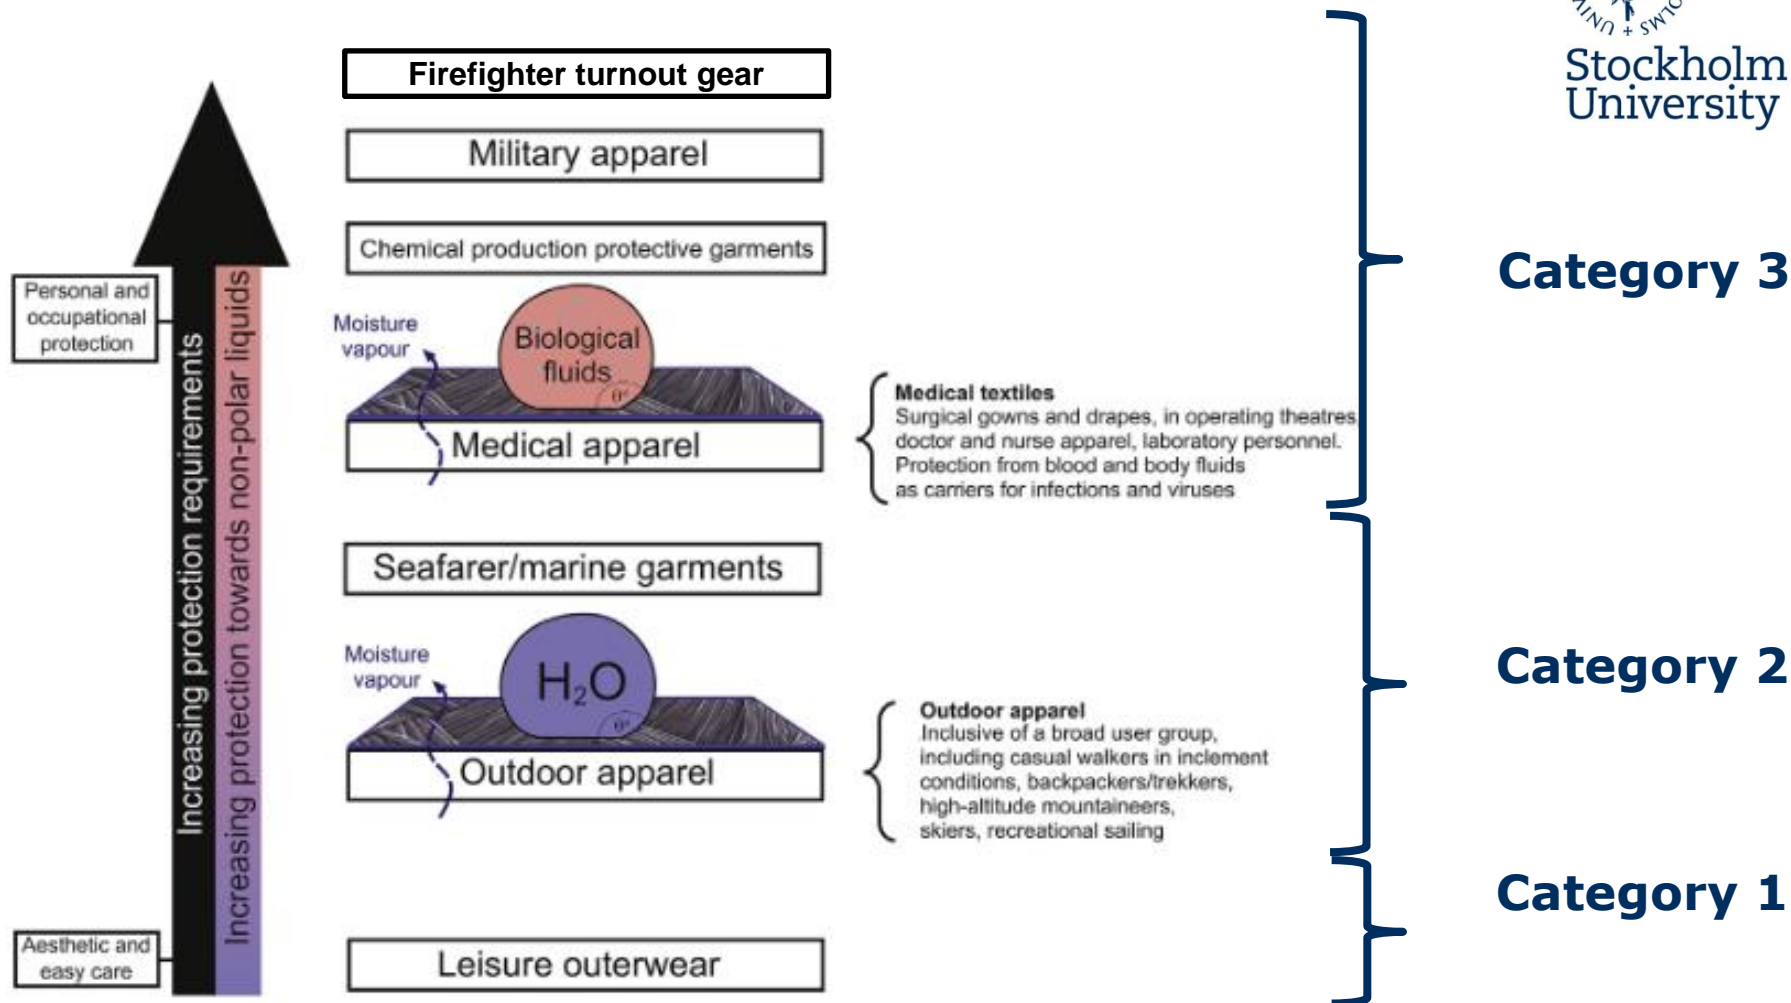 Firefighter turnout gear
Military apparel
Chemical production protective garments
Personal and
occupational
protection
Increasing protection requirements
Increasing protection towards non-polar liquids
Moisture
vapour
Biological
fluids
θ°
Medical apparel
Medical textiles
Surgical gowns and drapes, in operating theatres,
doctor and nurse apparel, laboratory personnel.
Protection from blood and body fluids
as carriers for infections and viruses
Seafarer/marine garments
Moisture
vapour
H₂O
θ°
Outdoor apparel
Outdoor apparel
Inclusive of a broad user group,
including casual walkers in inclement
conditions, backpackers/trekkers,
high-altitude mountaineers,
skiers, recreational sailing
Aesthetic and
easy care
Leisure outerwear
Stockholm
University
Category 3
Category 2
Category 1